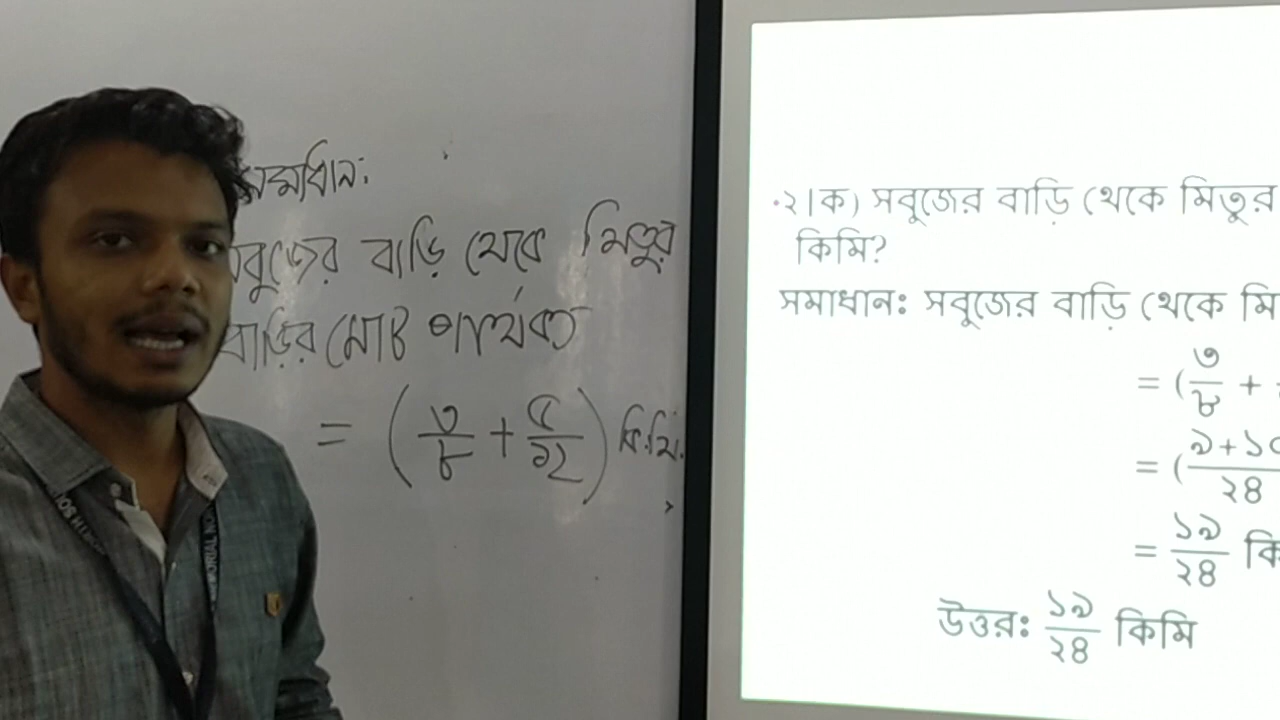 সমাধান:
সবুজের বাড়ি থেকে মিতুর
বাড়ির মোট পার্থক্য
= (৩/৮ + ৫/১২) কি.মি.
২।ক) সবুজের বাড়ি থেকে মিতুর
কিমি?
সমাধানঃ সবুজের বাড়ি থেকে মি
= (৩/৮ +
= (৯+১০/২৪
= ১৯/২৪ কি
উত্তরঃ ১৯/২৪ কিমি